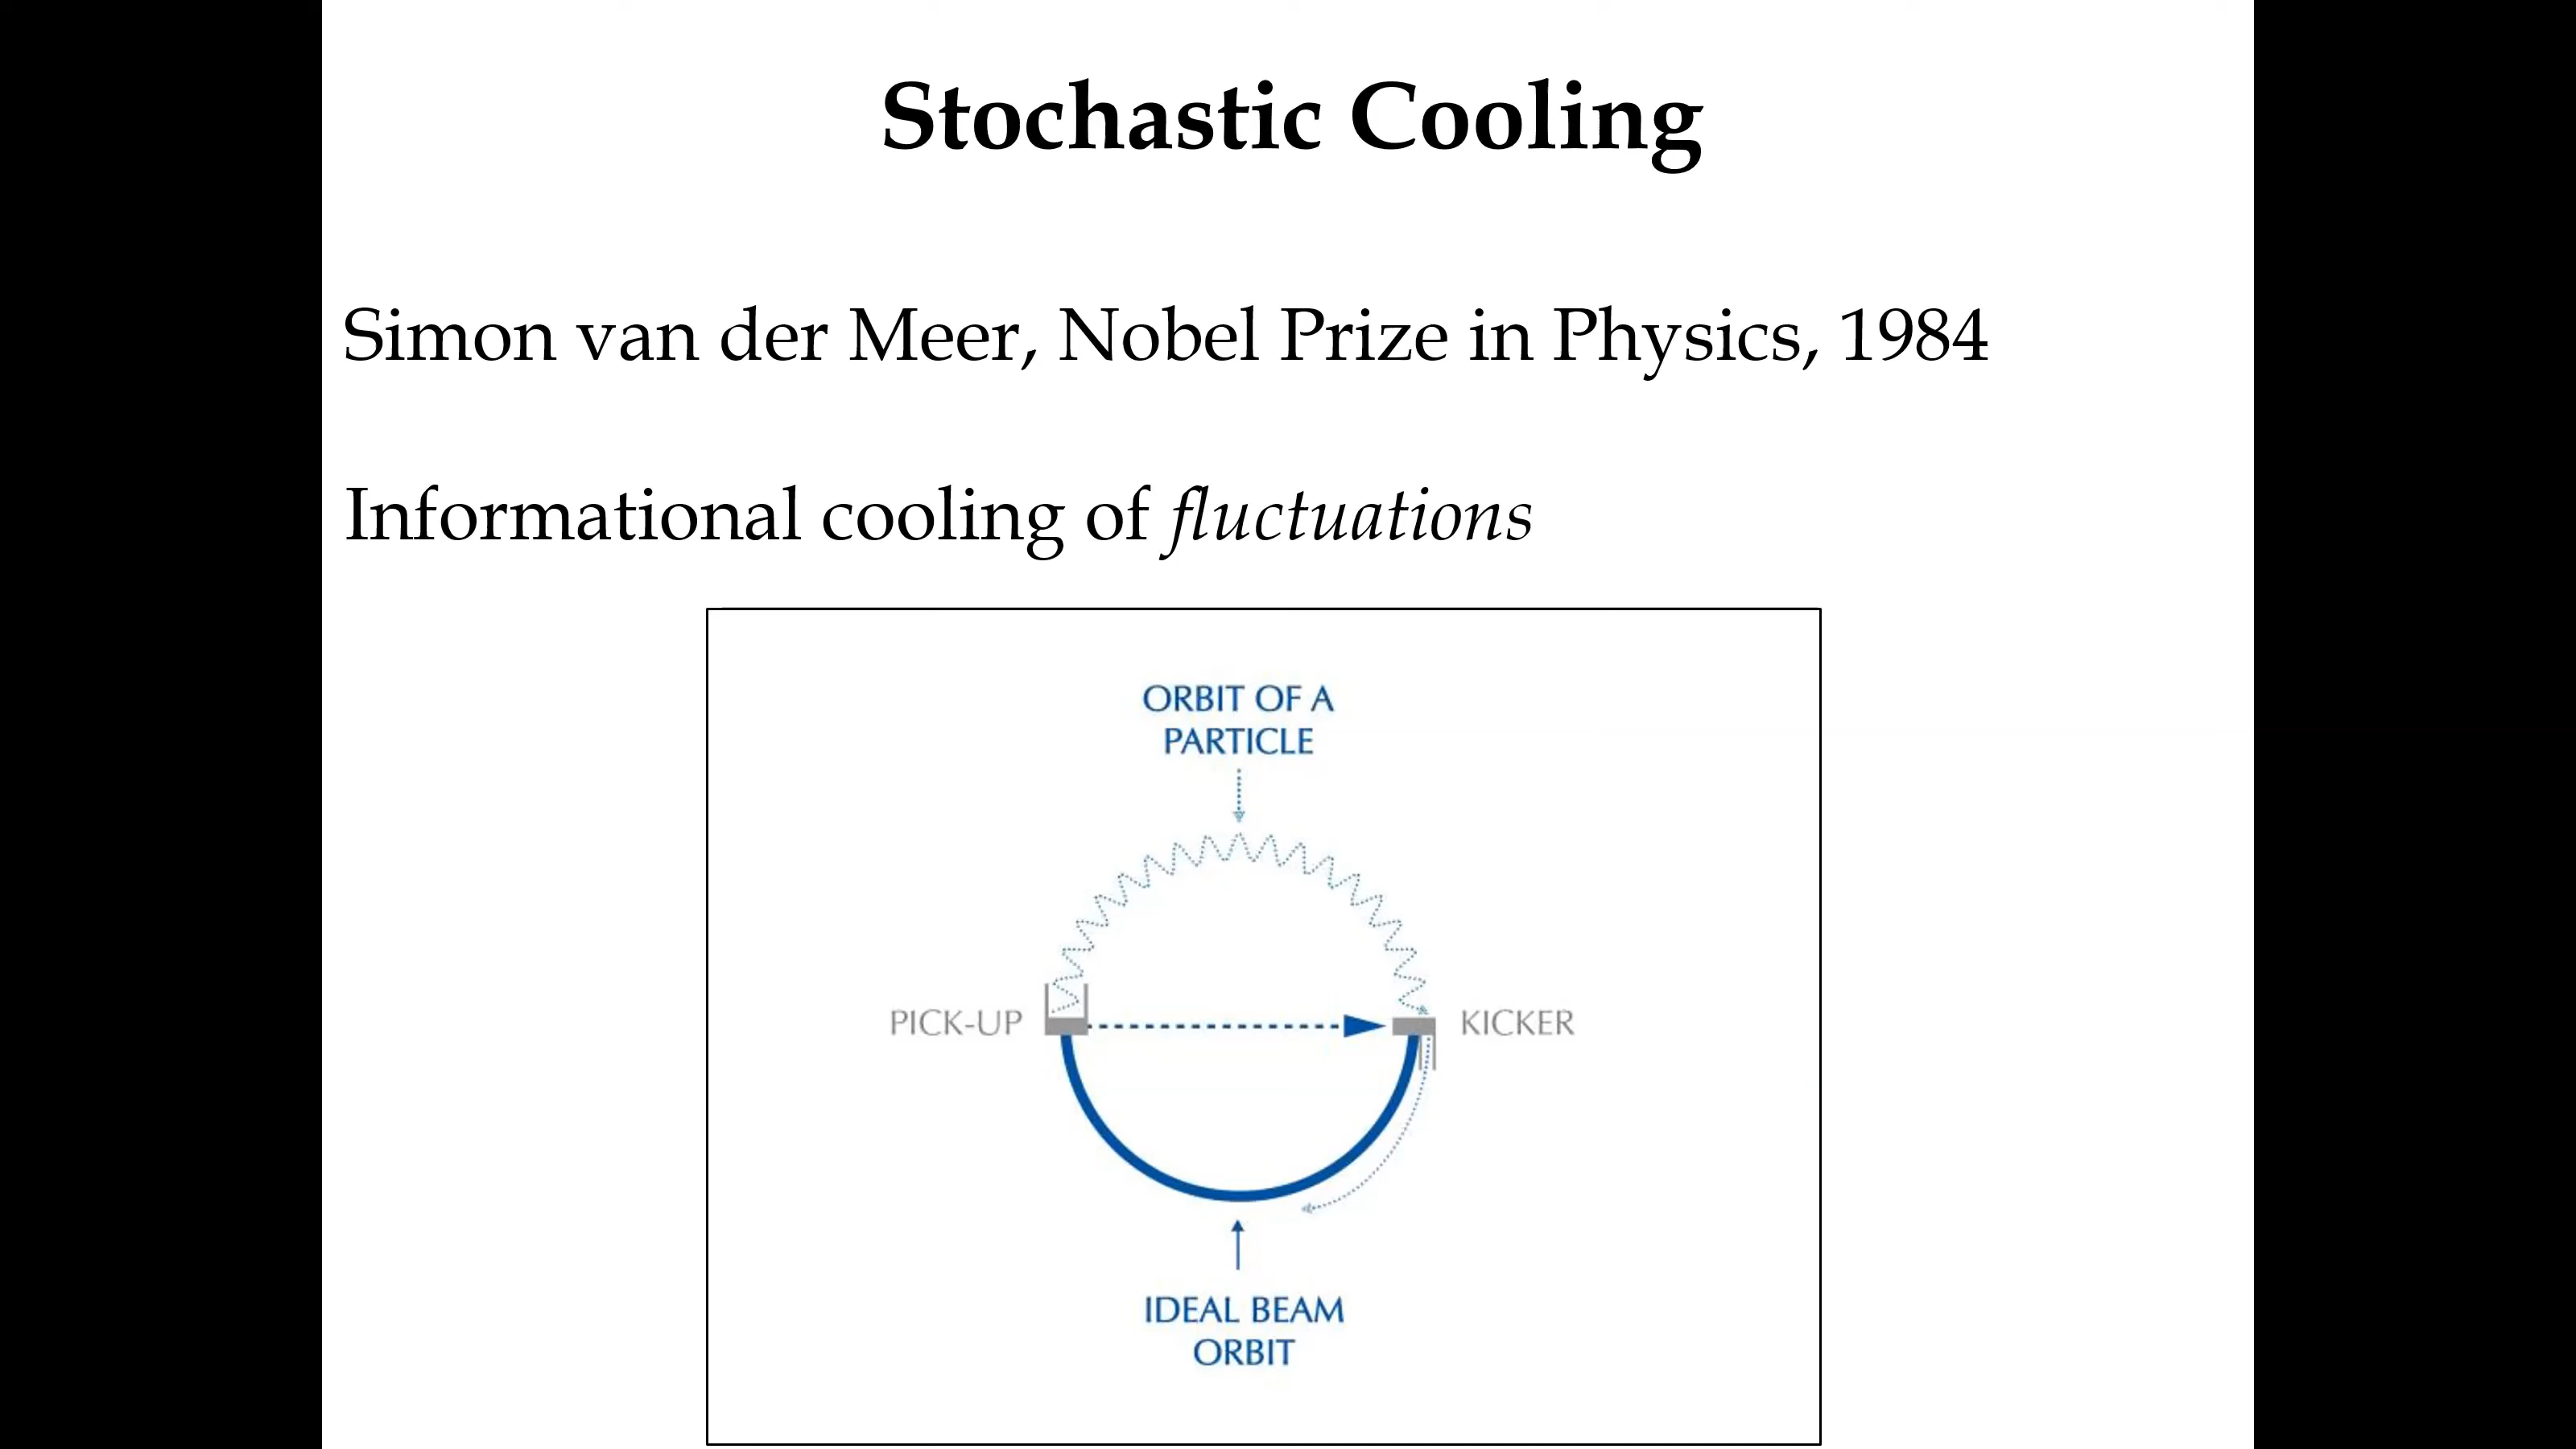 Stochastic Cooling
Simon van der Meer, Nobel Prize in Physics, 1984
Informational cooling of fluctuations
ORBIT OF A
PARTICLE
PICK-UP
KICKER
IDEAL BEAM
ORBIT